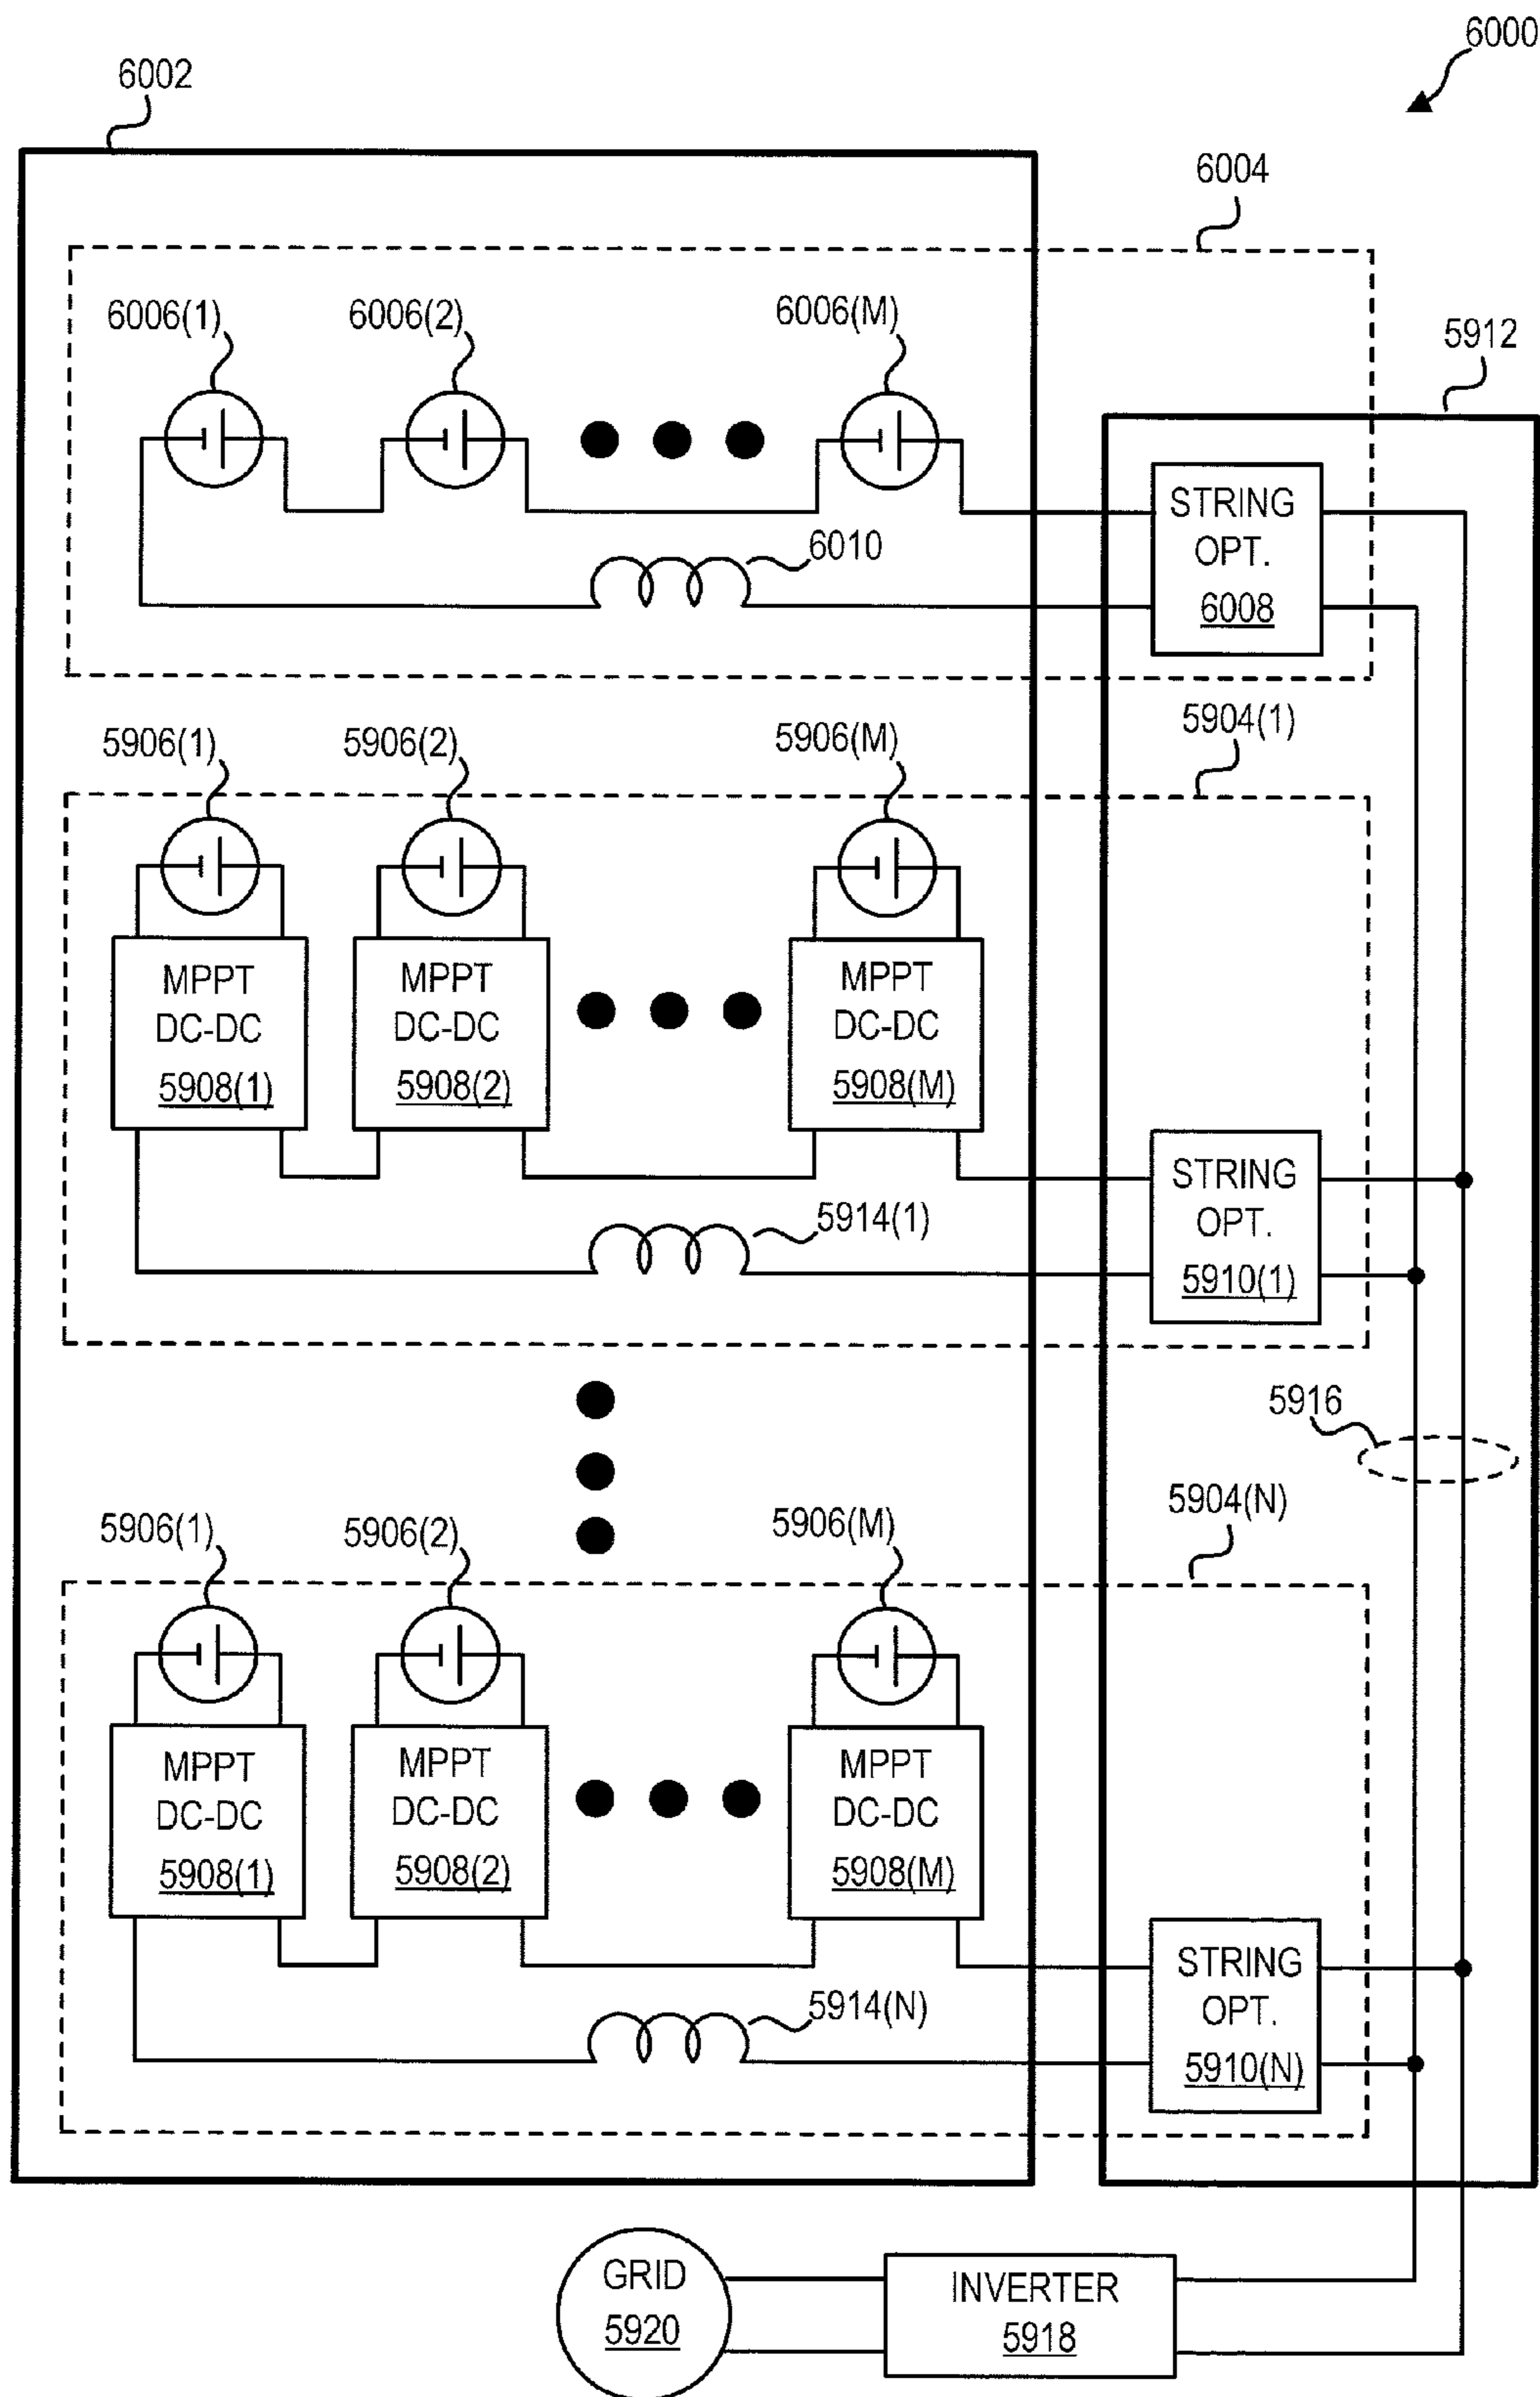 6000
6002
6004
6006(1)
6006(2)
6006(M)
5912
STRING
OPT.
6008
6010
5904(1)
5906(1)
5906(2)
5906(M)
MPPT
DC-DC
5908(1)
MPPT
DC-DC
5908(2)
MPPT
DC-DC
5908(M)
STRING
OPT.
5910(1)
5914(1)
5916
5904(N)
5906(1)
5906(2)
5906(M)
MPPT
DC-DC
5908(1)
MPPT
DC-DC
5908(2)
MPPT
DC-DC
5908(M)
STRING
OPT.
5910(N)
5914(N)
GRID
5920
INVERTER
5918